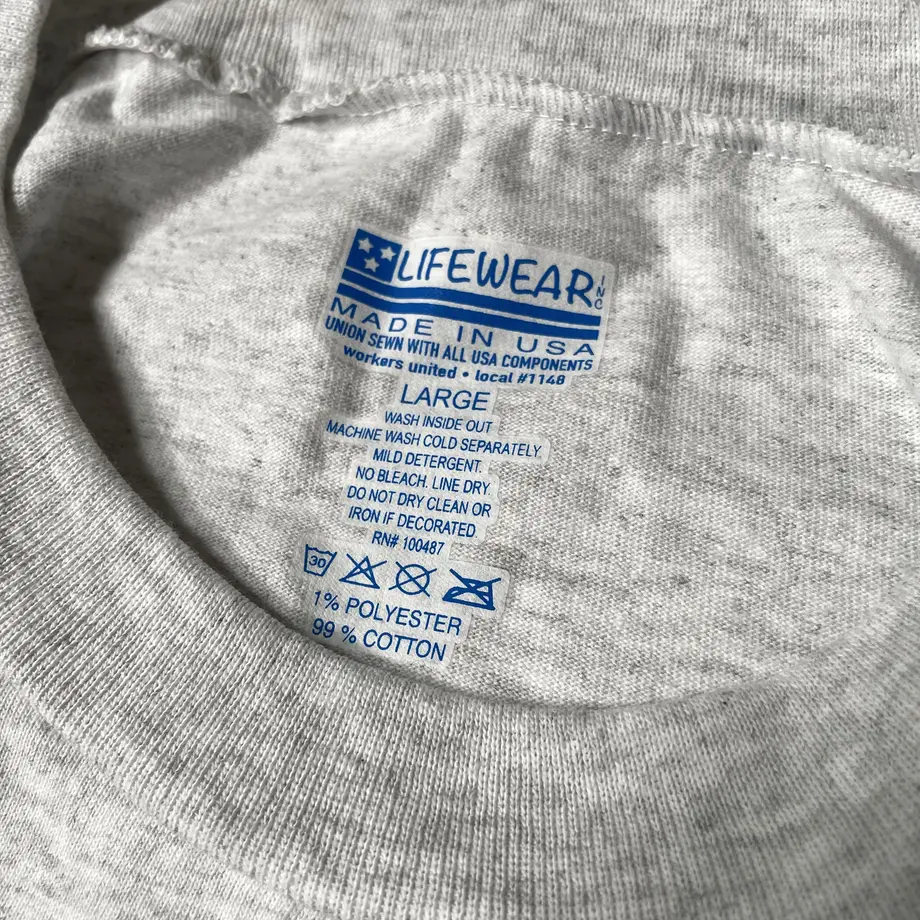 LIFEWEAR INC
MADE IN USA
UNION SEWN WITH ALL USA COMPONENTS
workers united • local #1148
LARGE
WASH INSIDE OUT
MACHINE WASH COLD SEPARATELY.
MILD DETERGENT.
NO BLEACH. LINE DRY.
DO NOT DRY CLEAN OR
IRON IF DECORATED.
RN# 100487
30
1% POLYESTER
99 % COTTON